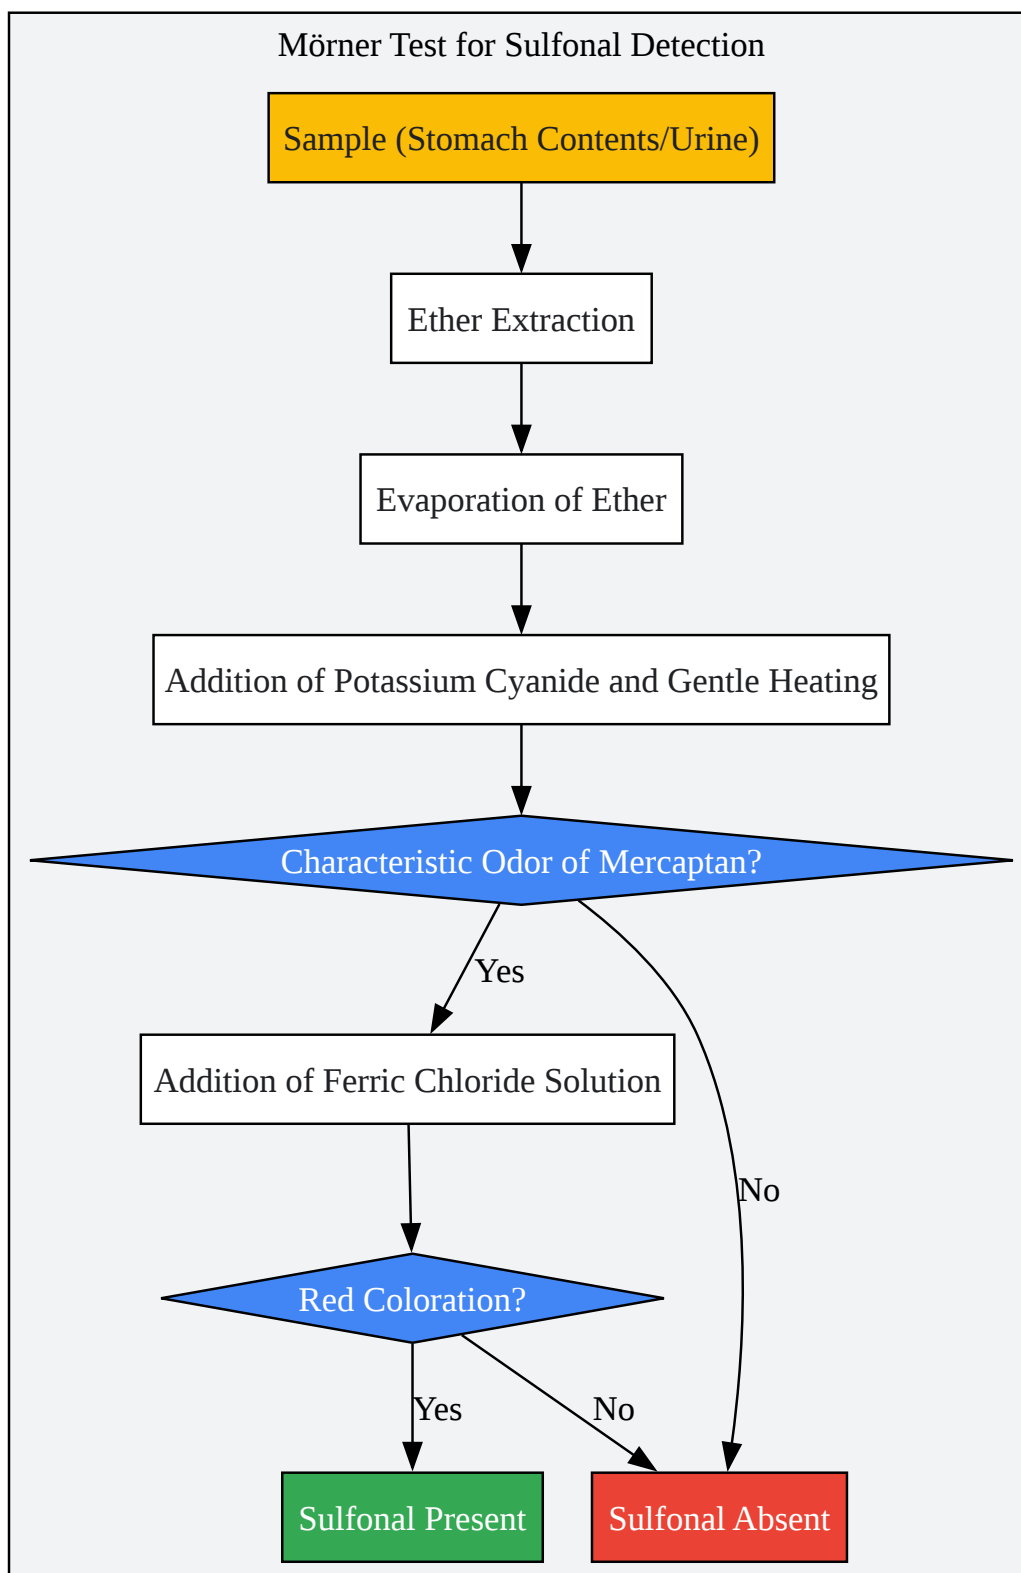 Mörner Test for Sulfonal Detection
Sample (Stomach Contents/Urine)
Ether Extraction
Evaporation of Ether
Addition of Potassium Cyanide and Gentle Heating
Characteristic Odor of Mercaptan?
Yes
Addition of Ferric Chloride Solution
No
Red Coloration?
Yes
No
Sulfonal Present
Sulfonal Absent